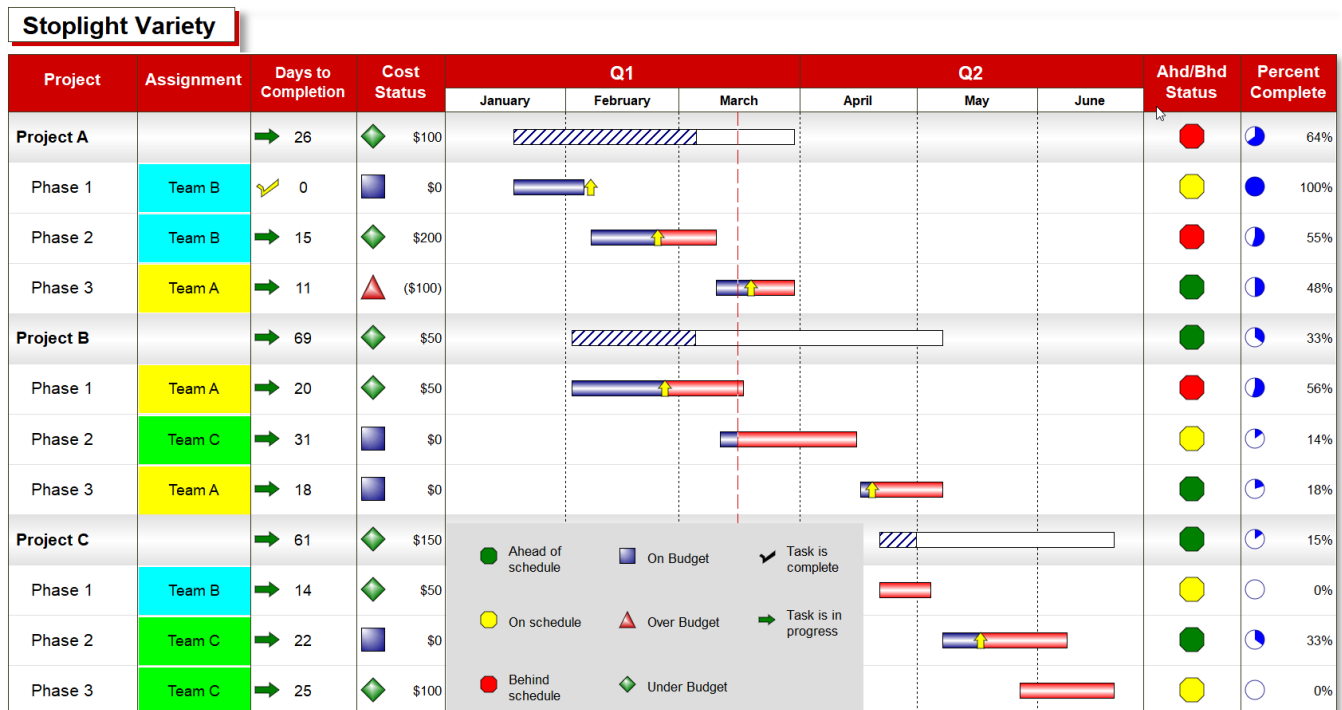 Stoplight Variety
Project Assignment Days to Completion Cost Status Q1 Q2 Ahd/Bhd Status Percent Complete
January February March April May June
Project A 26 $100 64%
Phase 1 Team B 0 $0 100%
Phase 2 Team B 15 $200 55%
Phase 3 Team A 11 ($100) 48%
Project B 69 $50 33%
Phase 1 Team A 20 $50 56%
Phase 2 Team C 31 $0 14%
Phase 3 Team A 18 $0 18%
Project C 61 $150 15%
Phase 1 Team B 14 $50 0%
Phase 2 Team C 22 $0 33%
Phase 3 Team C 25 $100 0%
Ahead of schedule On Budget Task is complete
On schedule Over Budget Task is in progress
Behind schedule Under Budget